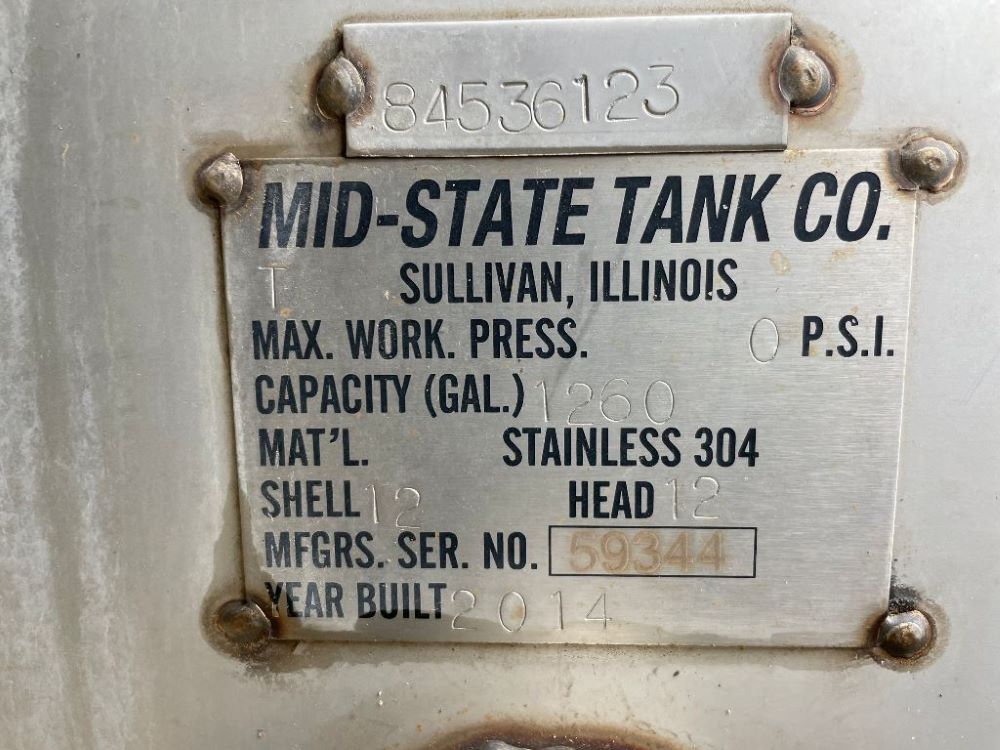 84536123
MID-STATE TANK CO.
T SULLIVAN, ILLINOIS
MAX. WORK. PRESS. 0 P.S.I.
CAPACITY (GAL.) 1260
MAT'L. STAINLESS 304
SHELL 12 HEAD 12
MFGRS. SER. NO. 59344
YEAR BUILT 2014